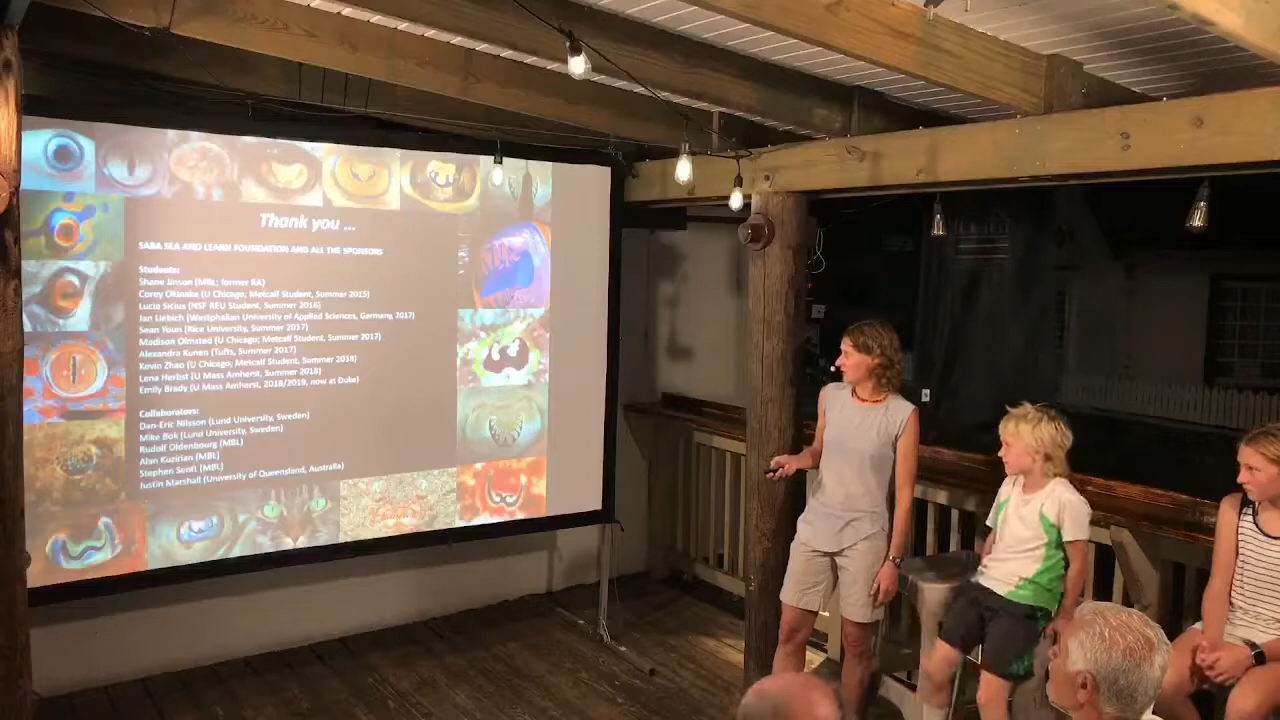 Thank you ...
SABA SEA AND LEARN FOUNDATION AND ALL THE SPONSORS
Students:
Shane Jinson (MBL; former RA)
Corey Okinaka (U Chicago; Metcalf Student, Summer 2015)
Lucia Sicius (NSF REU Student, Summer 2016)
Jan Liebich (Westphalian University of Applied Sciences, Germany, 2017)
Sean Youn (Rice University, Summer 2017)
Madison Olmsted (U Chicago; Metcalf Student, Summer 2017)
Alexandra Kunen (Tufts, Summer 2017)
Kevin Zhao (U Chicago; Metcalf Student, Summer 2018)
Lena Herbst (U Mass Amherst, Summer 2018)
Emily Brady (U Mass Amhorst, 2018/2019, now at Duke)
Collaborators:
Dan-Eric Nilsson (Lund University, Sweden)
Mike Bok (Lund University, Sweden)
Rudolf Oldenbourg (MBL)
Alan Kuzirian (MBL)
Stephen Senft (MBL)
Justin Marshall (University of Queensland, Australia)